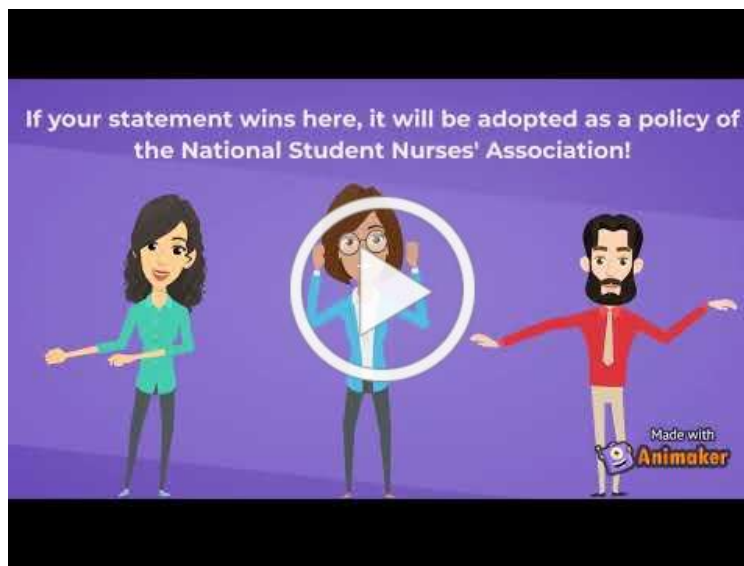 If your statement wins here, it will be adopted as a policy of
the National Student Nurses' Association!
Made with
Animaker